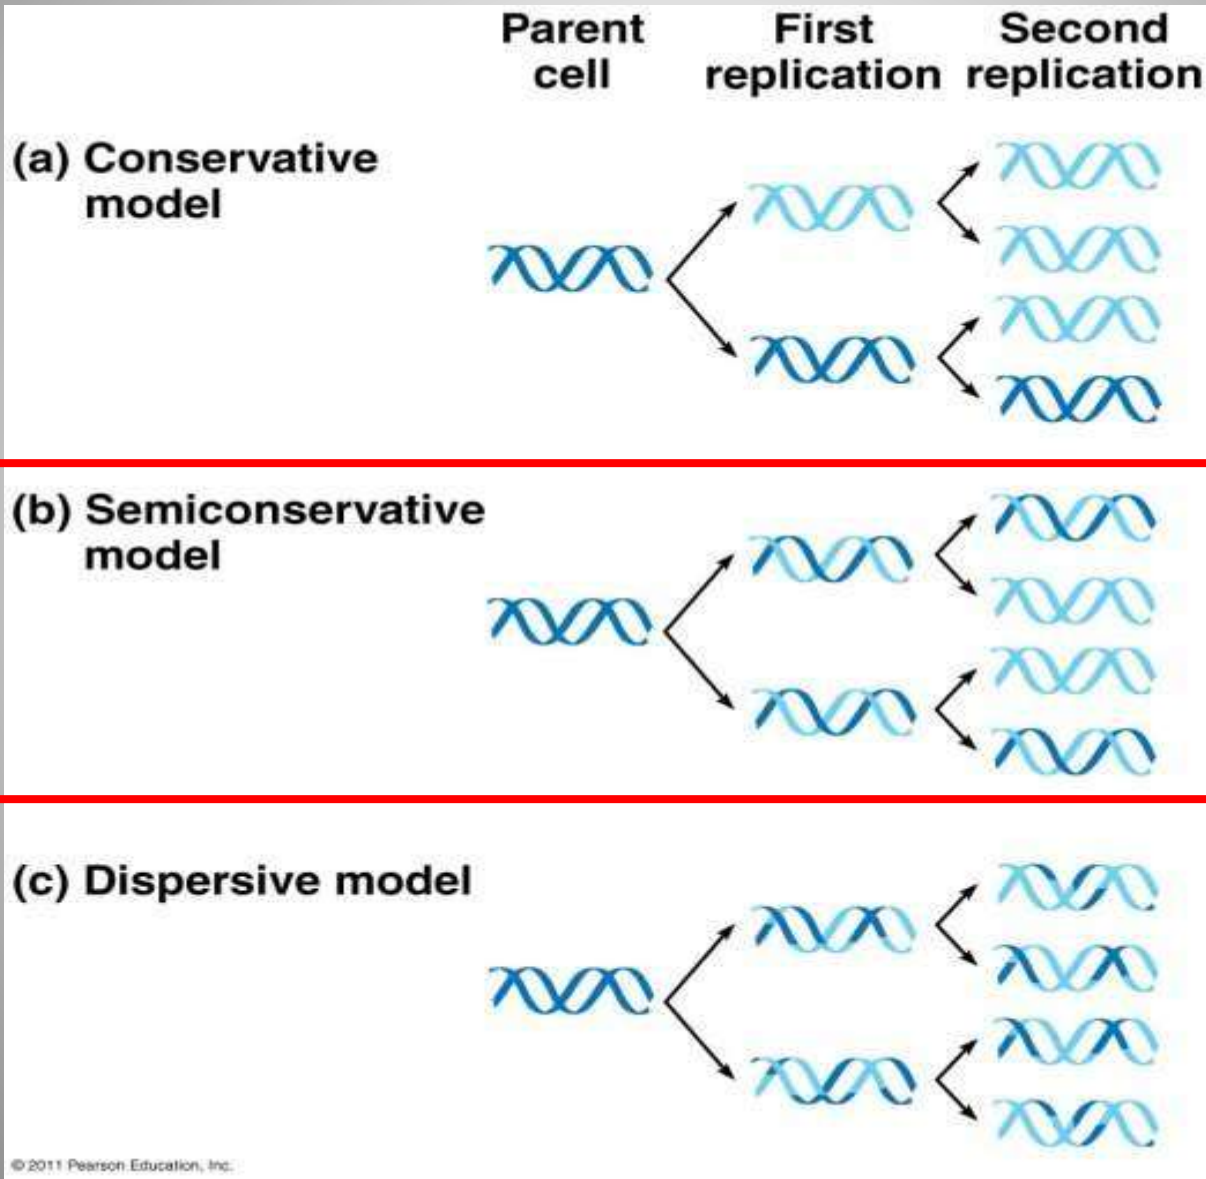 Parent
cell
First
replication
Second
replication
(a) Conservative
model
(b) Semiconservative
model
(c) Dispersive model
© 2011 Pearson Education, Inc.